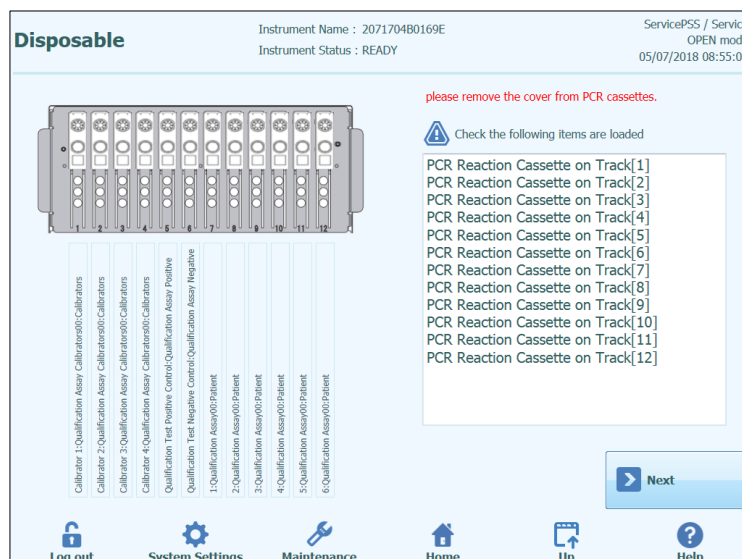 Disposable
Instrument Name : 2071704B0169E
Instrument Status : READY
ServicePSS / Servic
OPEN mod
05/07/2018 08:55:0
please remove the cover from PCR cassettes.
Check the following items are loaded
PCR Reaction Cassette on Track[1]
PCR Reaction Cassette on Track[2]
PCR Reaction Cassette on Track[3]
PCR Reaction Cassette on Track[4]
PCR Reaction Cassette on Track[5]
PCR Reaction Cassette on Track[6]
PCR Reaction Cassette on Track[7]
PCR Reaction Cassette on Track[8]
PCR Reaction Cassette on Track[9]
PCR Reaction Cassette on Track[10]
PCR Reaction Cassette on Track[11]
PCR Reaction Cassette on Track[12]
1 2 3 4 5 6 7 8 9 10 11 12
Calibrator 1:Qualification Assay Calibrators00:Calibrators
Calibrator 2:Qualification Assay Calibrators00:Calibrators
Calibrator 3:Qualification Assay Calibrators00:Calibrators
Calibrator 4:Qualification Assay Calibrators00:Calibrators
Qualification Test Positive Control:Qualification Assay Positive
Qualification Test Negative Control:Qualification Assay Negative
1:Qualification Assay00:Patient
2:Qualification Assay00:Patient
3:Qualification Assay00:Patient
4:Qualification Assay00:Patient
5:Qualification Assay00:Patient
6:Qualification Assay00:Patient
Next
Log out
System Settings
Maintenance
Home
Up
Help